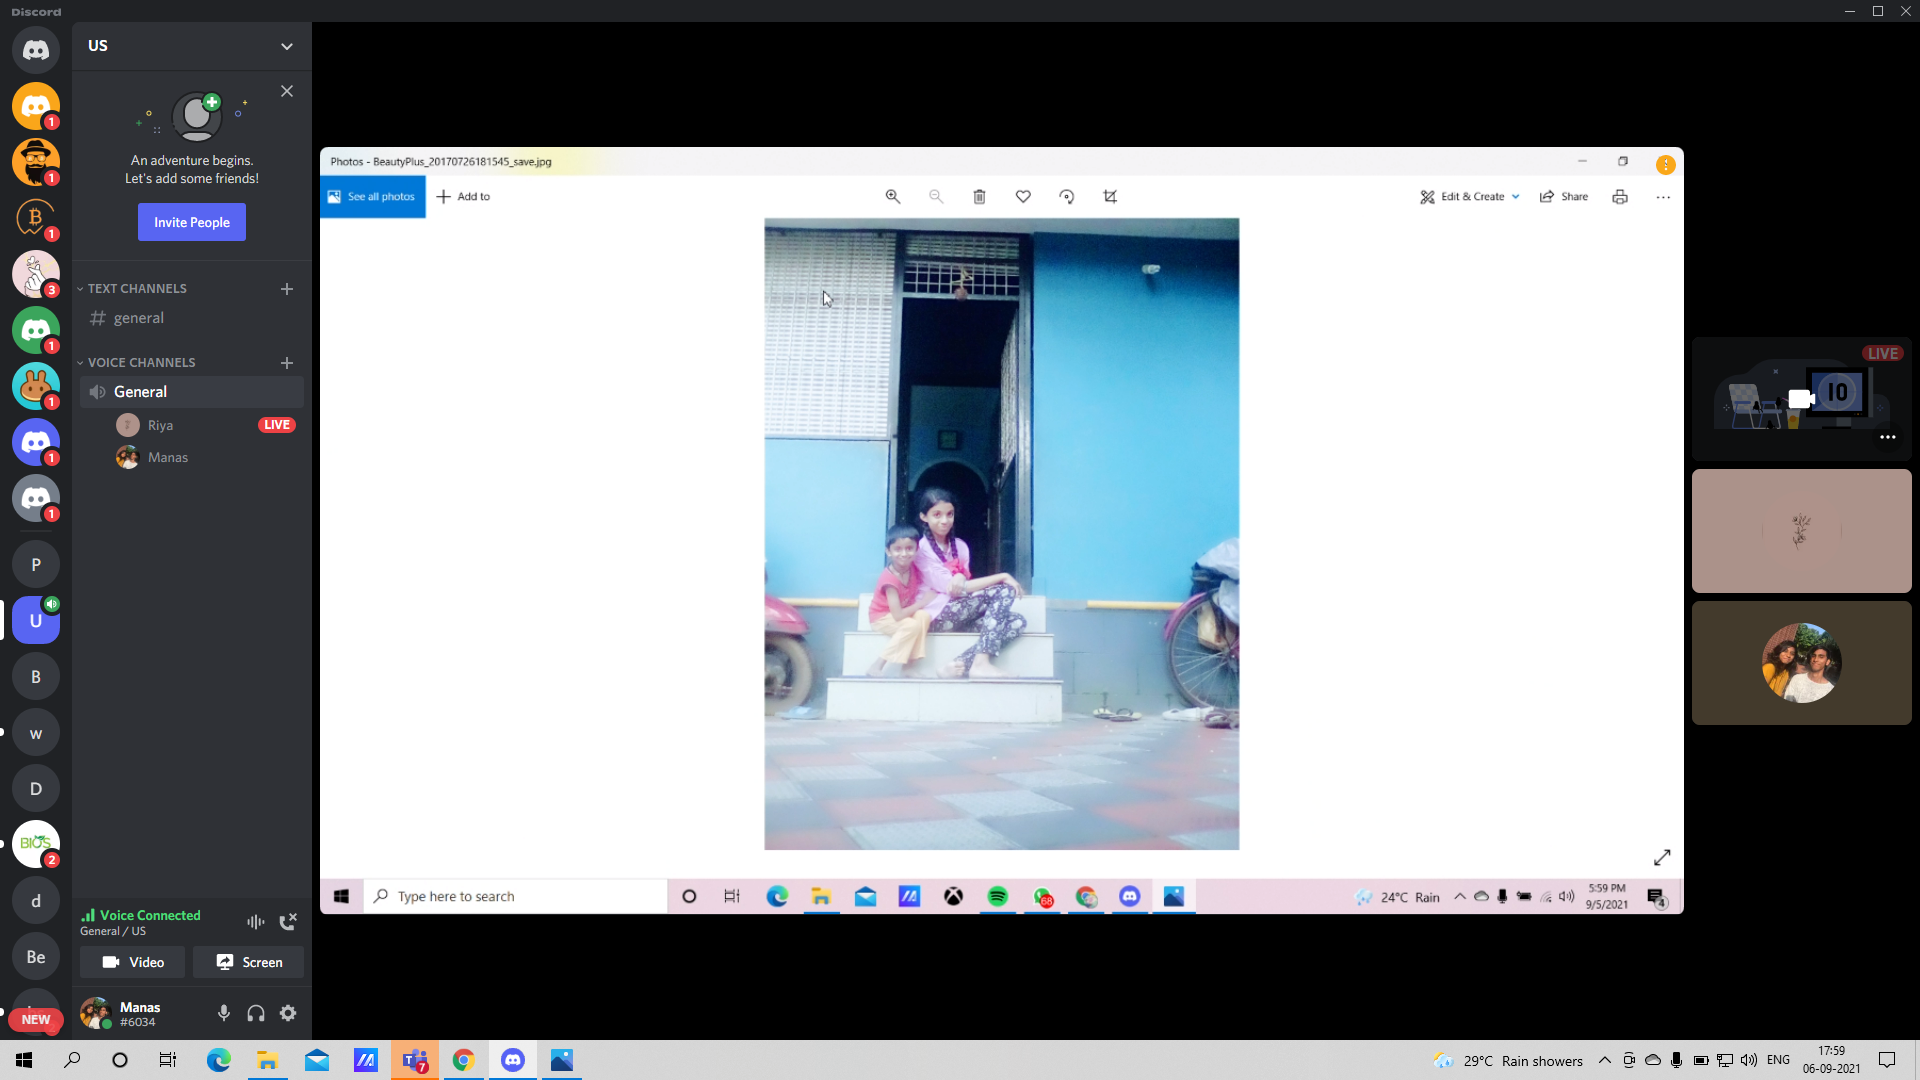 Discord
US
An adventure begins.
Let's add some friends!
Invite People
TEXT CHANNELS
general
VOICE CHANNELS
General
Riya
LIVE
Manas
Voice Connected
General / US
Video
Screen
Manas
#6034
1
1
1
3
1
1
1
1
P
U
B
w
D
BIOS
2
d
Be
NEW
Photos - BeautyPlus_20170726181545_save.jpg
See all photos
Add to
Edit & Create
Share
Type here to search
68
24°C Rain
5:59 PM
9/5/2021
4
LIVE
10
7
29°C Rain showers
ENG
17:59
06-09-2021